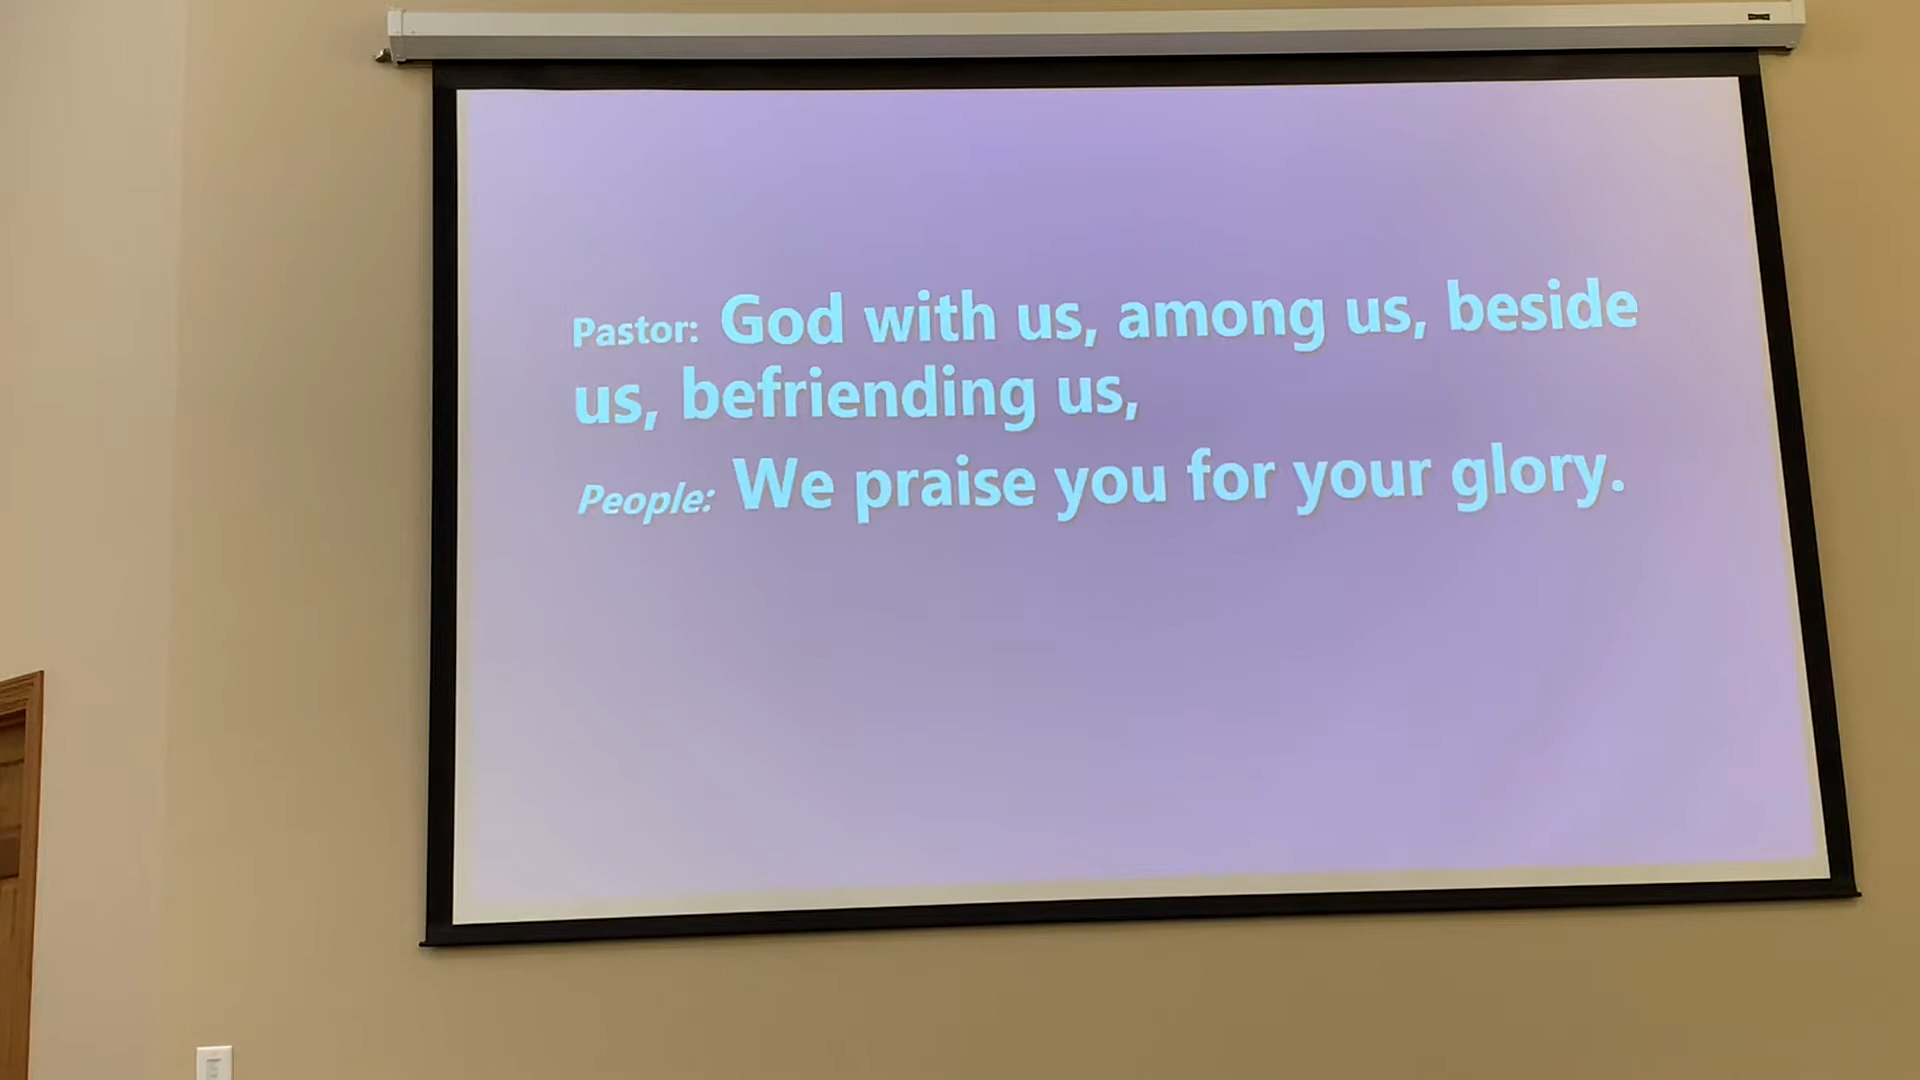 Pastor: God with us, among us, beside
us, befriending us,
People: We praise you for your glory.